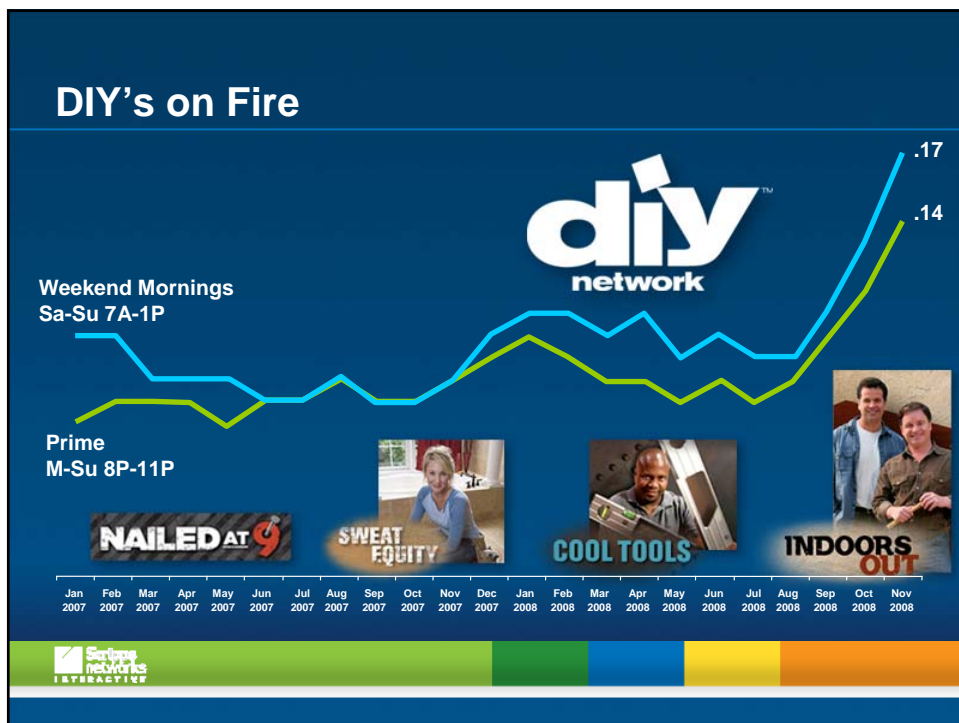 DIY's on Fire
.17
.14
diy™
network
Weekend Mornings
Sa-Su 7A-1P
Prime
M-Su 8P-11P
NAILED AT 9
SWEAT
EQUITY
COOL TOOLS
INDOORS
OUT
Jan Feb Mar Apr May Jun Jul Aug Sep Oct Nov Dec Jan Feb Mar Apr May Jun Jul Aug Sep Oct Nov
2007 2007 2007 2007 2007 2007 2007 2007 2007 2007 2007 2007 2008 2008 2008 2008 2008 2008 2008 2008 2008 2008 2008
Scripps
networks
INTERACTIVE